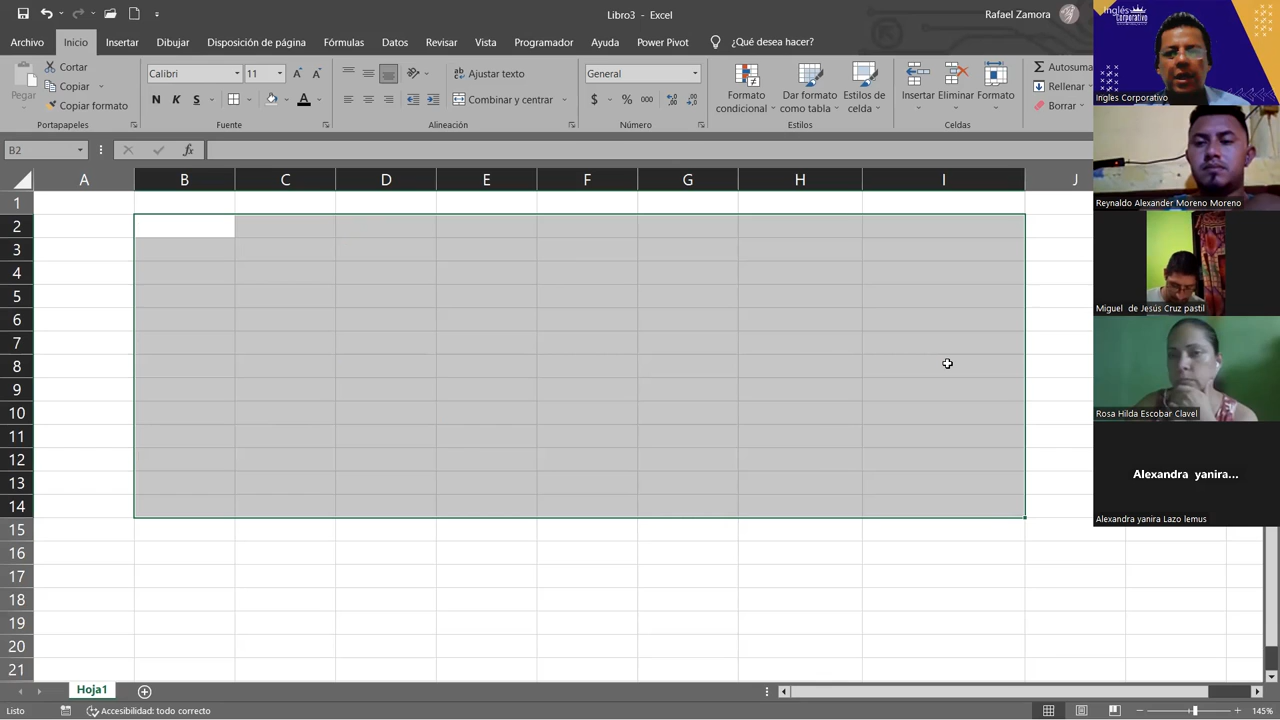 Libro3 - Excel
Rafael Zamora
Archivo
Inicio
Insertar
Dibujar
Disposición de página
Fórmulas
Datos
Revisar
Vista
Programador
Ayuda
Power Pivot
¿Qué desea hacer?
Pegar
Cortar
Copiar
Copiar formato
Portapapeles
Calibri
11
N K S
Fuente
Ajustar texto
Combinar y centrar
Alineación
General
$ % 000
Número
Formato condicional
Dar formato como tabla
Estilos de celda
Estilos
Insertar
Eliminar
Formato
Celdas
Autosuma
Rellenar
Borrar
B2
fx
A B C D E F G H I J
1
2
3
4
5
6
7
8
9
10
11
12
13
14
15
16
17
18
19
20
21
Inglés
Corporativo
Ingles Corporativo
Reynaldo Alexander Moreno Moreno
Miguel de Jesús Cruz pastil
Rosa Hilda Escobar Clavel
Alexandra yanira...
Alexandra yanira Lazo lemus
Hoja1
Listo
Accesibilidad: todo correcto
145%